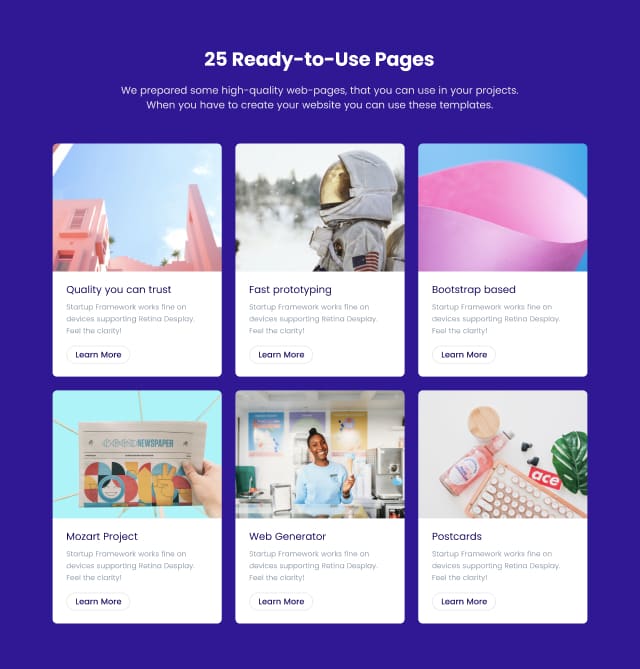 25 Ready-to-Use Pages
We prepared some high-quality web-pages, that you can use in your projects.
When you have to create your website you can use these templates.
Quality you can trust
Startup Framework works fine on
devices supporting Retina Desplay.
Feel the clarity!
Learn More
Fast prototyping
Startup Framework works fine on
devices supporting Retina Desplay.
Feel the clarity!
Learn More
Bootstrap based
Startup Framework works fine on
devices supporting Retina Desplay.
Feel the clarity!
Learn More
NEWSPAPER
Mozart Project
Startup Framework works fine on
devices supporting Retina Desplay.
Feel the clarity!
Learn More
Web Generator
Startup Framework works fine on
devices supporting Retina Desplay.
Feel the clarity!
Learn More
ace
Postcards
Startup Framework works fine on
devices supporting Retina Desplay.
Feel the clarity!
Learn More